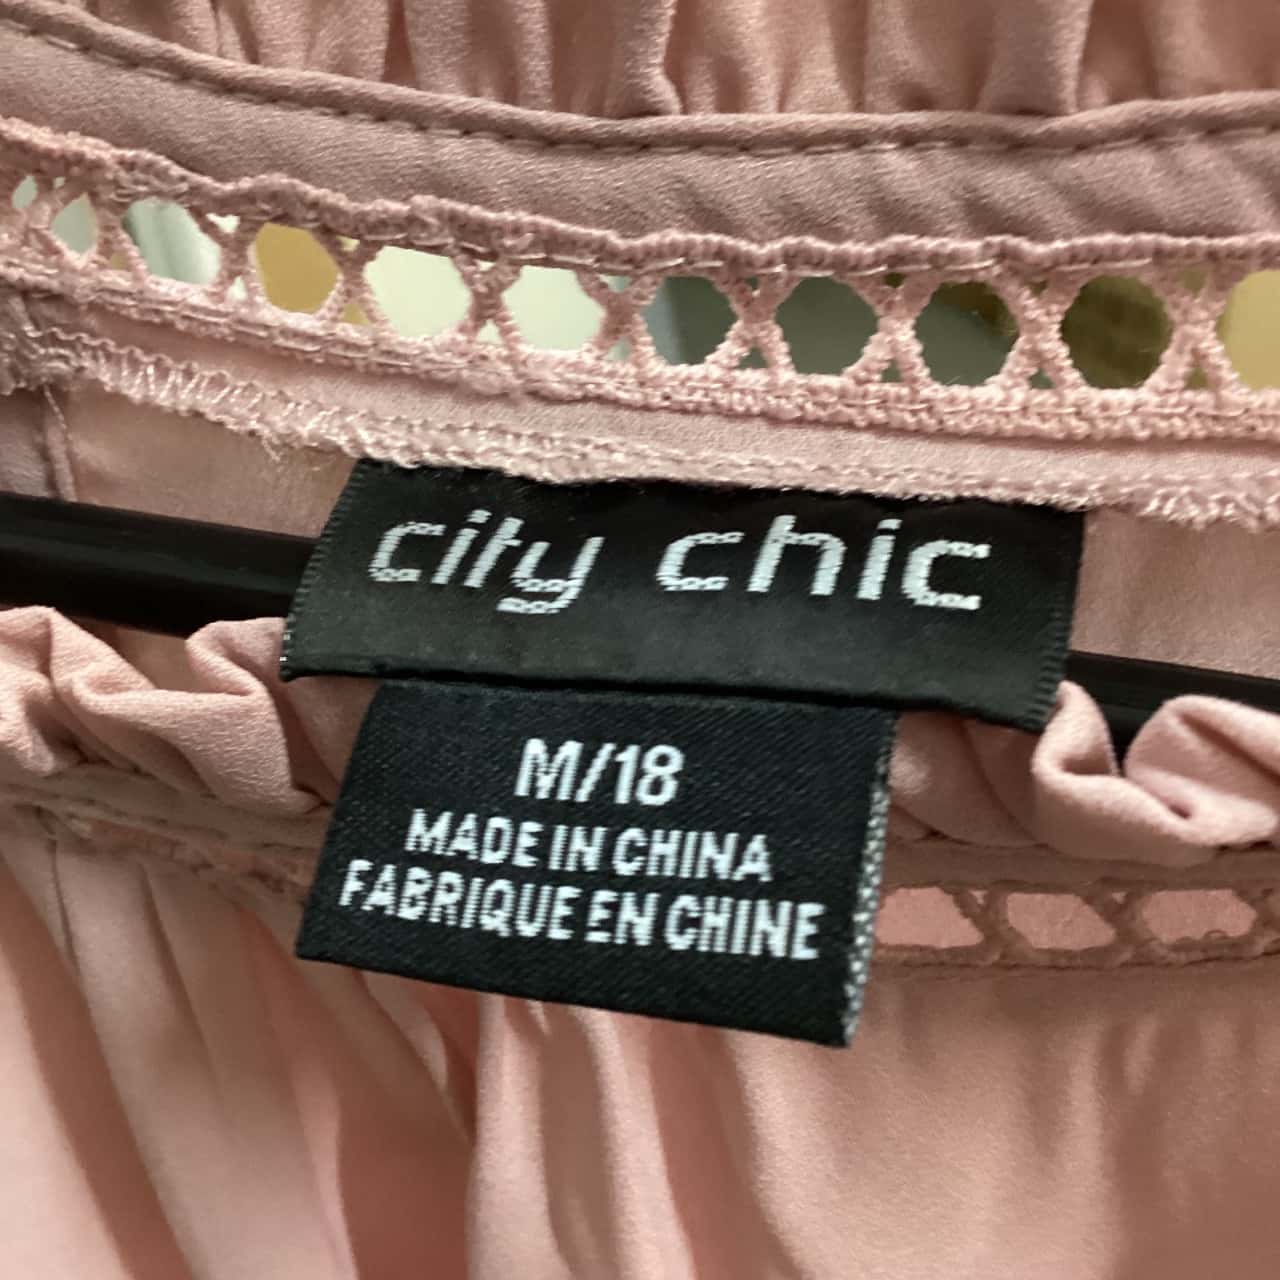 city chic
M/18
MADE IN CHINA
FABRIQUE EN CHINE